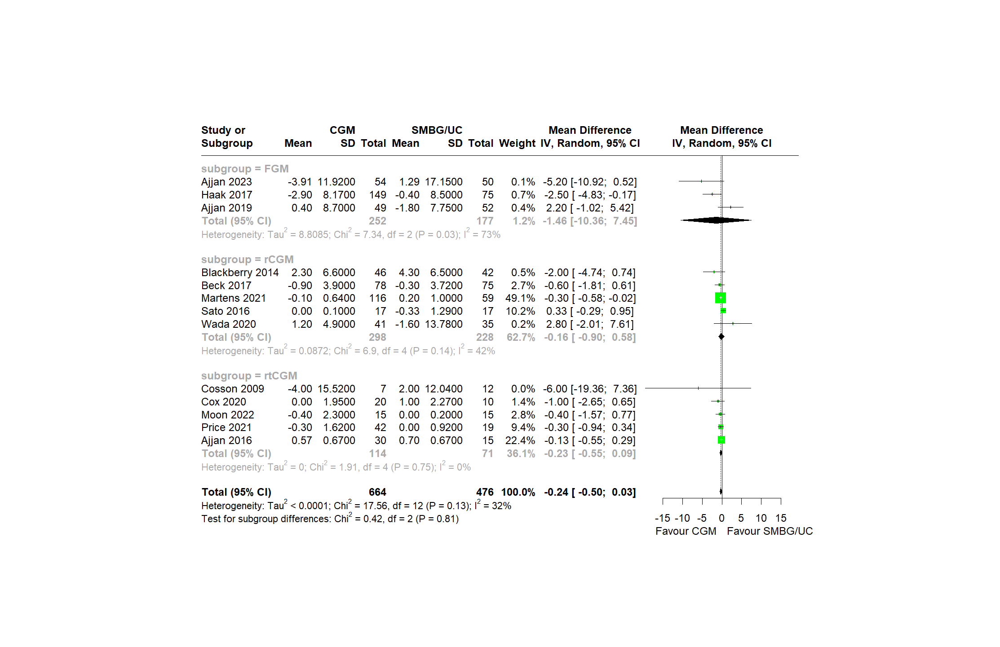 Study or CGM SMBG/UC Mean Difference Mean Difference
Subgroup Mean SD Total Mean SD Total Weight IV, Random, 95% CI IV, Random, 95% CI
subgroup = FGM
Ajjan 2023 -3.91 11.9200 54 1.29 17.1500 50 0.1% -5.20 [-10.92; 0.52]
Haak 2017 -2.90 8.1700 149 -0.40 8.5000 75 0.7% -2.50 [ -4.83; -0.17]
Ajjan 2019 0.40 8.7000 49 -1.80 7.7500 52 0.4% 2.20 [ -1.02; 5.42]
Total (95% CI) 252 177 1.2% -1.46 [-10.36; 7.45]
Heterogeneity: Tau2 = 8.8085; Chi2 = 7.34, df = 2 (P = 0.03); I2 = 73%
subgroup = rCGM
Blackberry 2014 2.30 6.6000 46 4.30 6.5000 42 0.5% -2.00 [ -4.74; 0.74]
Beck 2017 -0.90 3.9000 78 -0.30 3.7200 75 2.7% -0.60 [ -1.81; 0.61]
Martens 2021 -0.10 0.6400 116 0.20 1.0000 59 49.1% -0.30 [ -0.58; -0.02]
Sato 2016 0.00 0.1000 17 -0.33 1.2900 17 10.2% 0.33 [ -0.29; 0.95]
Wada 2020 1.20 4.9000 41 -1.60 13.7800 35 0.2% 2.80 [ -2.01; 7.61]
Total (95% CI) 298 228 62.7% -0.16 [ -0.90; 0.58]
Heterogeneity: Tau2 = 0.0872; Chi2 = 6.9, df = 4 (P = 0.14); I2 = 42%
subgroup = rtCGM
Cosson 2009 -4.00 15.5200 7 2.00 12.0400 12 0.0% -6.00 [-19.36; 7.36]
Cox 2020 0.00 1.9500 20 1.00 2.2700 10 1.4% -1.00 [ -2.65; 0.65]
Moon 2022 -0.40 2.3000 15 0.00 0.2000 15 2.8% -0.40 [ -1.57; 0.77]
Price 2021 -0.30 1.6200 42 0.00 0.9200 19 9.4% -0.30 [ -0.94; 0.34]
Ajjan 2016 0.57 0.6700 30 0.70 0.6700 15 22.4% -0.13 [ -0.55; 0.29]
Total (95% CI) 114 71 36.1% -0.23 [ -0.55; 0.09]
Heterogeneity: Tau2 = 0; Chi2 = 1.91, df = 4 (P = 0.75); I2 = 0%
Total (95% CI) 664 476 100.0% -0.24 [ -0.50; 0.03]
Heterogeneity: Tau2 < 0.0001; Chi2 = 17.56, df = 12 (P = 0.13); I2 = 32%
Test for subgroup differences: Chi2 = 0.42, df = 2 (P = 0.81)
-15 -10 -5 0 5 10 15
Favour CGM Favour SMBG/UC